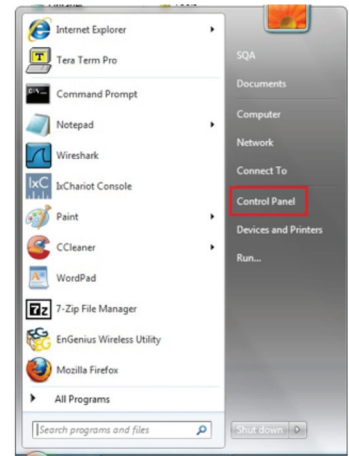 Internet Explorer
Tera Term Pro
Command Prompt
Notepad
Wireshark
IxChariot Console
Paint
CCleaner
WordPad
7-Zip File Manager
EnGenius Wireless Utility
Mozilla Firefox
All Programs
Search programs and files
SQA
Documents
Computer
Network
Connect To
Control Panel
Devices and Printers
Run...
Shut down